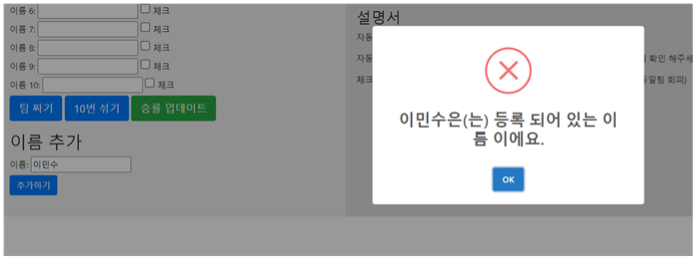 이름 6: 체크
이름 7: 체크
이름 8: 체크
이름 9: 체크
이름 10: 체크
팀 짜기
10번 섞기
승률 업데이트
이름 추가
이름: 이민수
추가하기
설명서
자동
자동
확인 해주세
체크
동일팀 회피)
이민수은(는) 등록 되어 있는 이
름 이에요.
OK